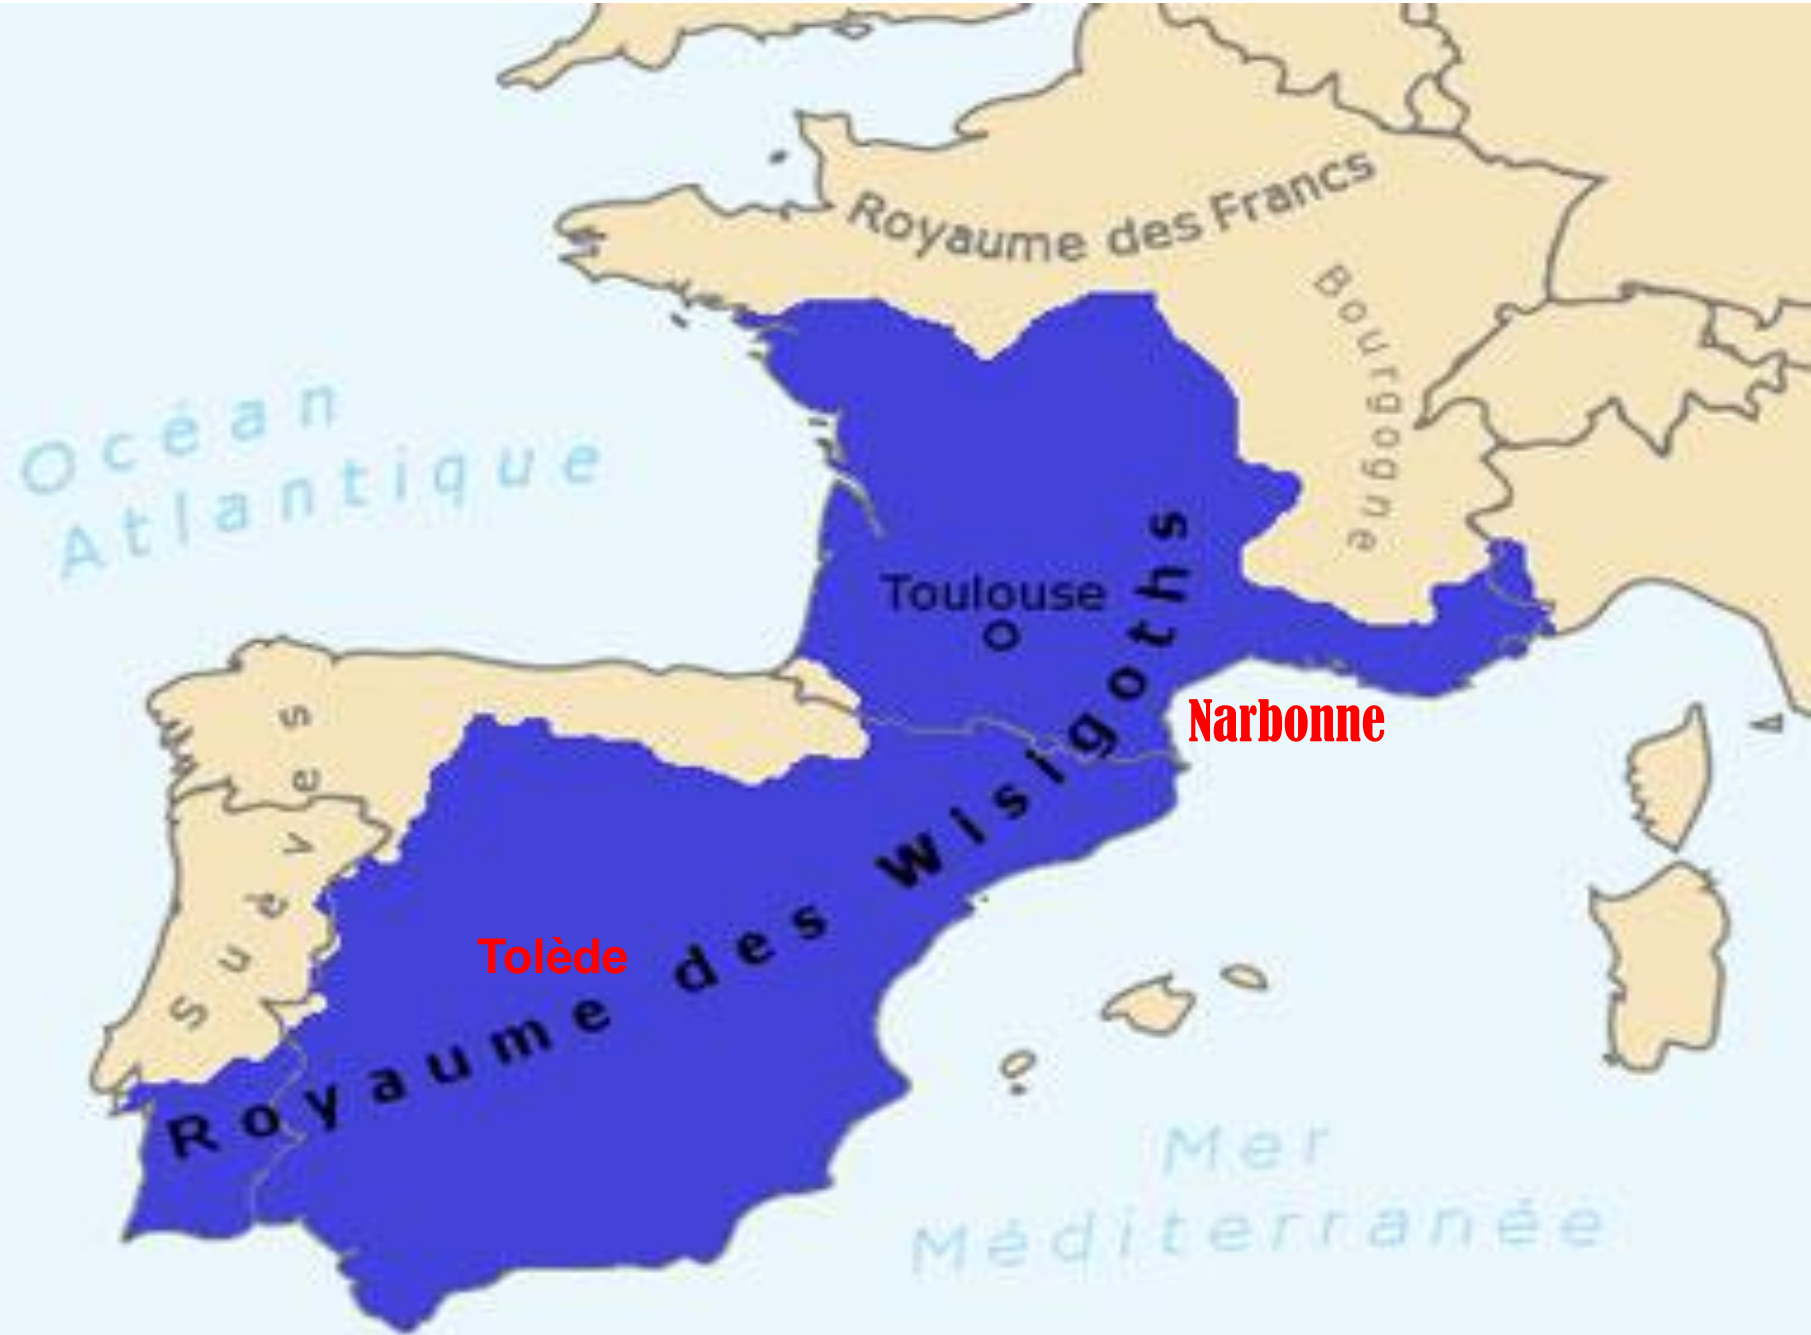 Royaume des Francs
Bourgogne
Océan
Atlantique
Toulouse
Narbonne
Suèves
Tolède
Royaume des Wisigoths
Mer
Méditerranée